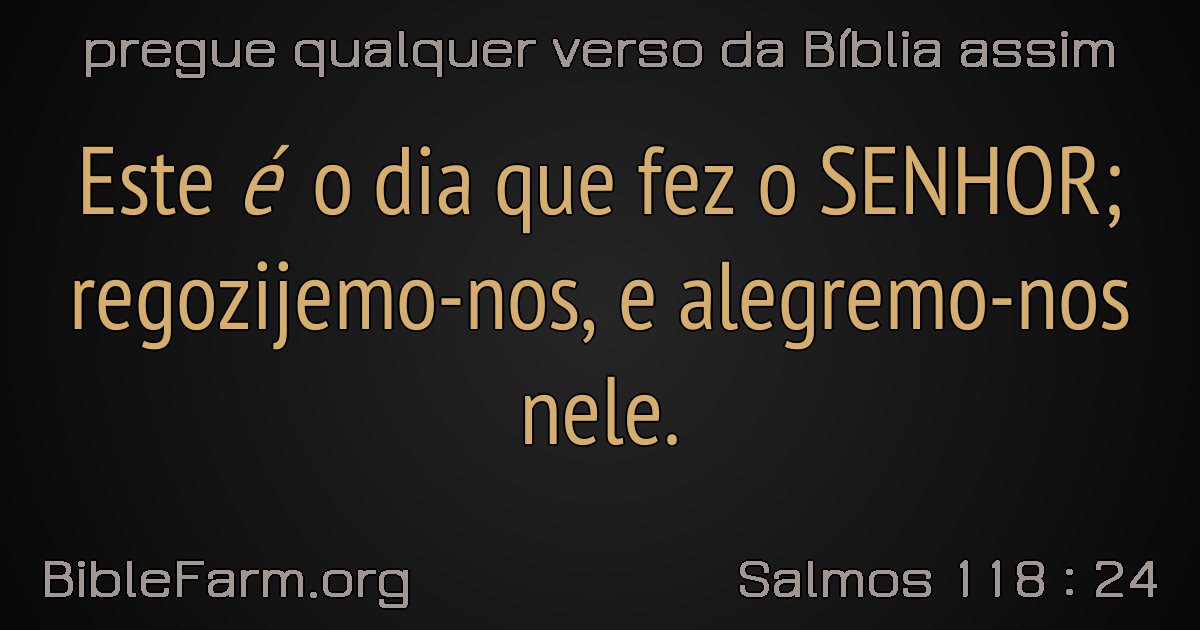 pregue qualquer verso da Bíblia assim
Este é o dia que fez o SENHOR;
regozijemo-nos, e alegremo-nos
nele.
BibleFarm.org
Salmos 118 : 24